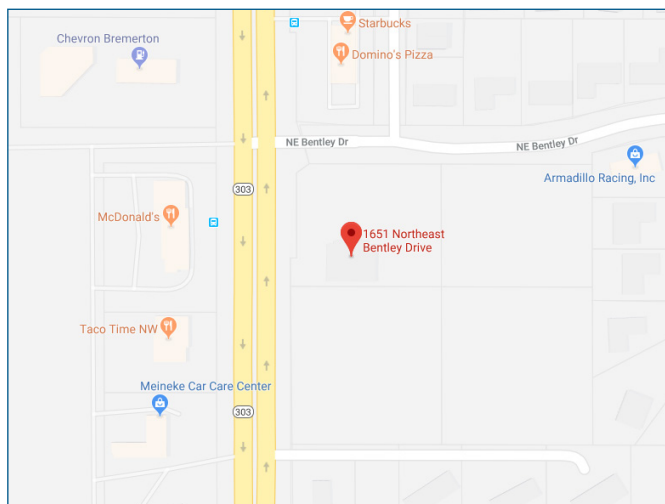 Starbucks
Chevron Bremerton
Domino's Pizza
NE Bentley Dr
NE Bentley Dr
Armadillo Racing, Inc
303
McDonald's
1651 Northeast
Bentley Drive
Taco Time NW
Meineke Car Care Center
303